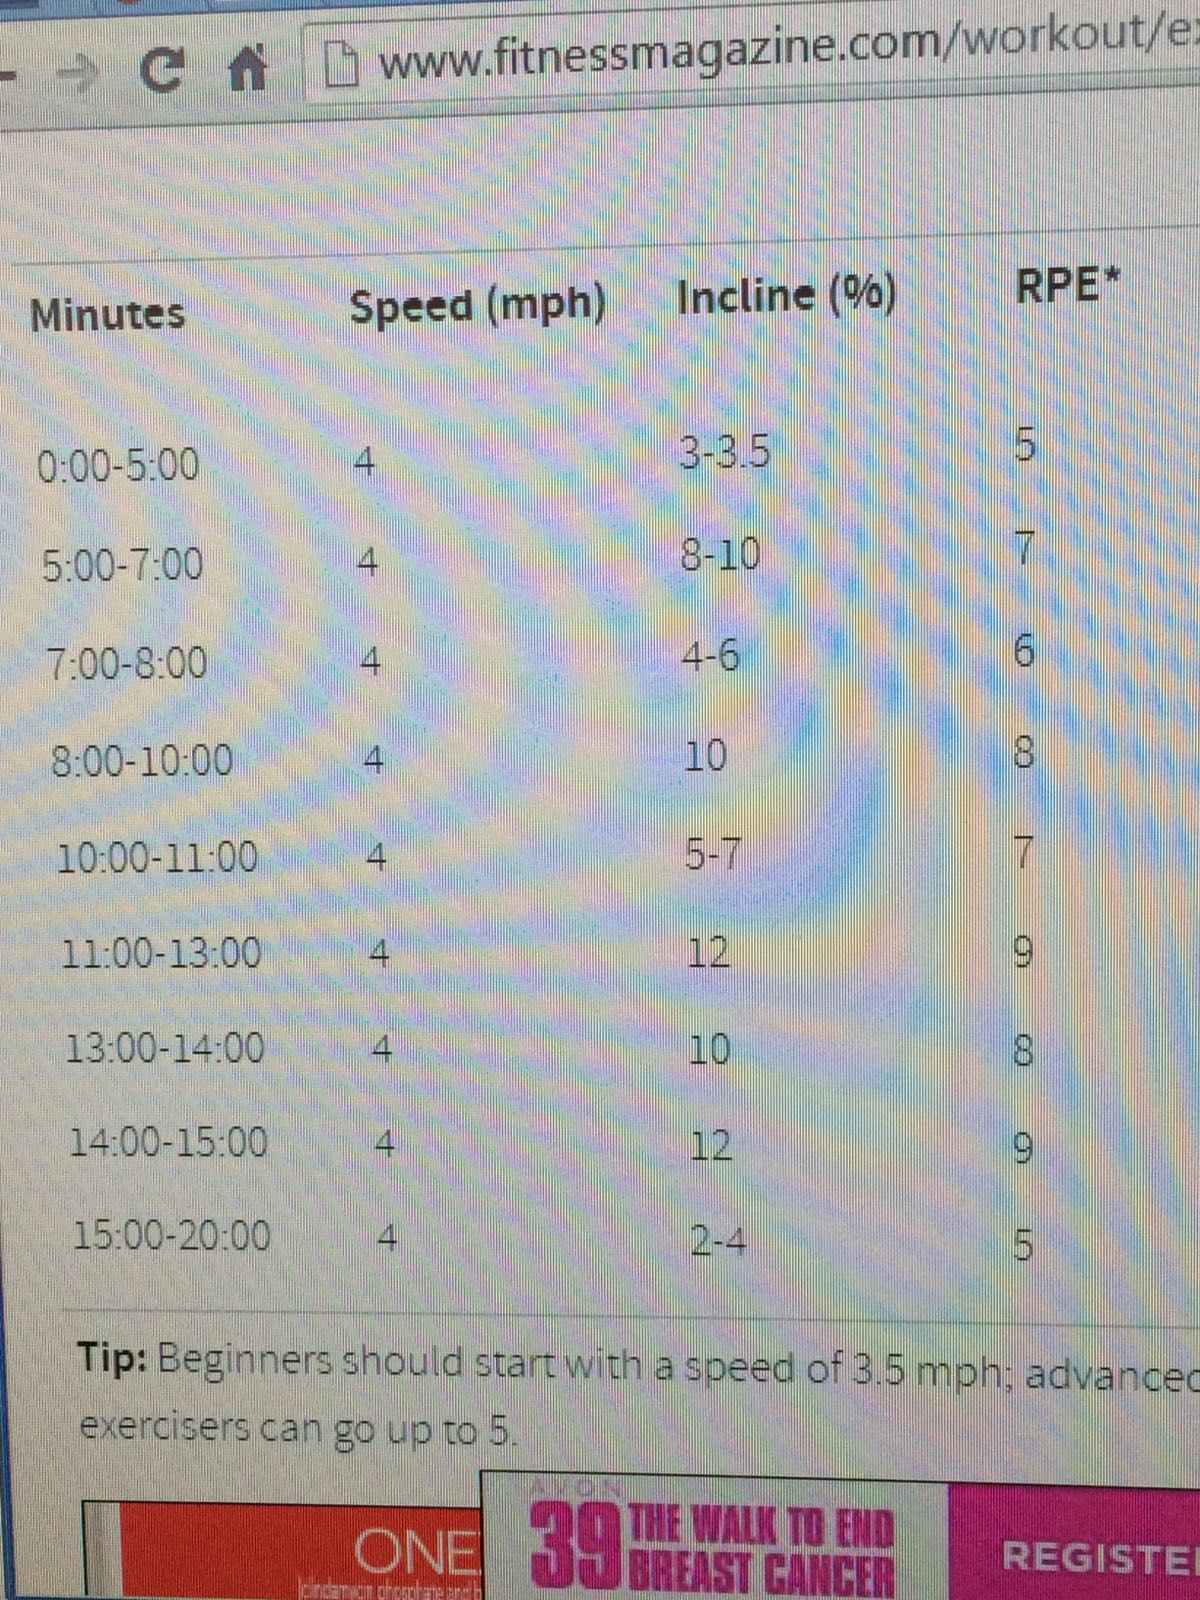 www.fitnessmagazine.com/workout/ex
Minutes Speed (mph) Incline (%) RPE*
0:00-5:00 4 3-3.5 5
5:00-7:00 4 8-10 7
7:00-8:00 4 4-6 6
8:00-10:00 4 10 8
10:00-11:00 4 5-7 7
11:00-13:00 4 12 9
13:00-14:00 4 10 8
14:00-15:00 4 12 9
15:00-20:00 4 2-4 5
Tip: Beginners should start with a speed of 3.5 mph; advanced
exercisers can go up to 5.
AVON
39 THE WALK TO END
BREAST CANCER
REGISTE
ONE
clindamycin phosphate and